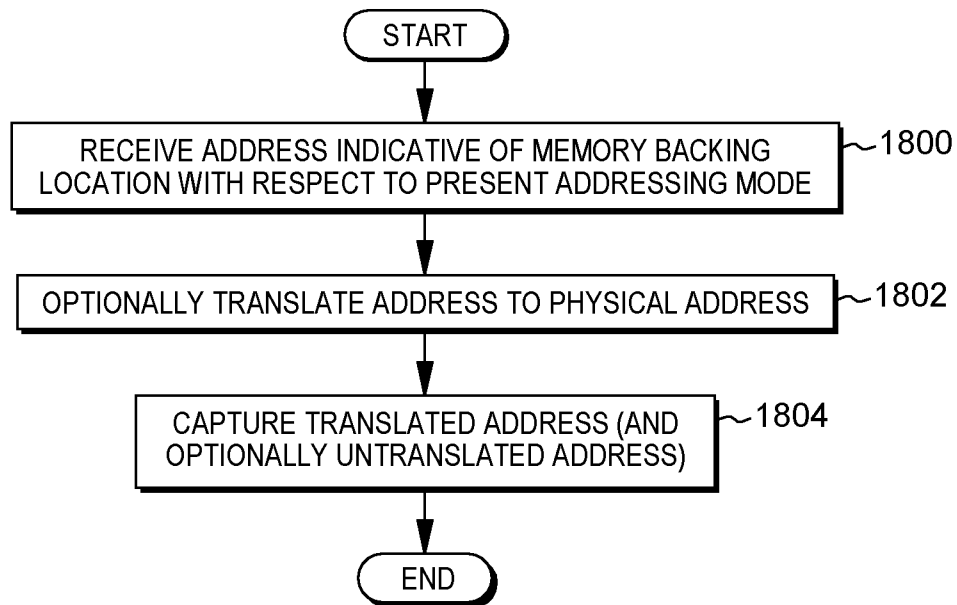 START
RECEIVE ADDRESS INDICATIVE OF MEMORY BACKING
LOCATION WITH RESPECT TO PRESENT ADDRESSING MODE
1800
OPTIONALLY TRANSLATE ADDRESS TO PHYSICAL ADDRESS
1802
CAPTURE TRANSLATED ADDRESS (AND
OPTIONALLY UNTRANSLATED ADDRESS)
1804
END